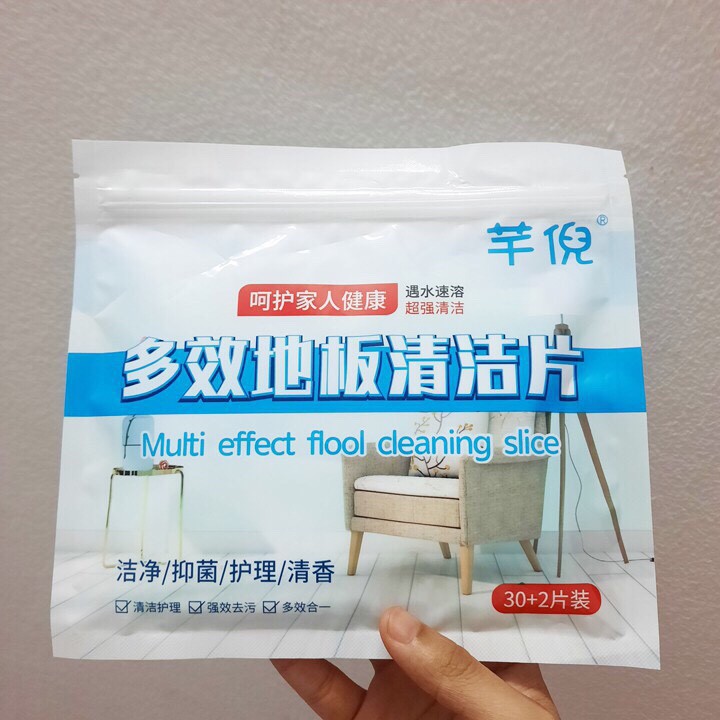 芊倪®
呵护家人健康
遇水速溶
超强清洁
多效地板清洁片
Multi effect flool cleaning slice
洁净/抑菌/护理/清香
清洁护理 强效去污 多效合一
30+2片装